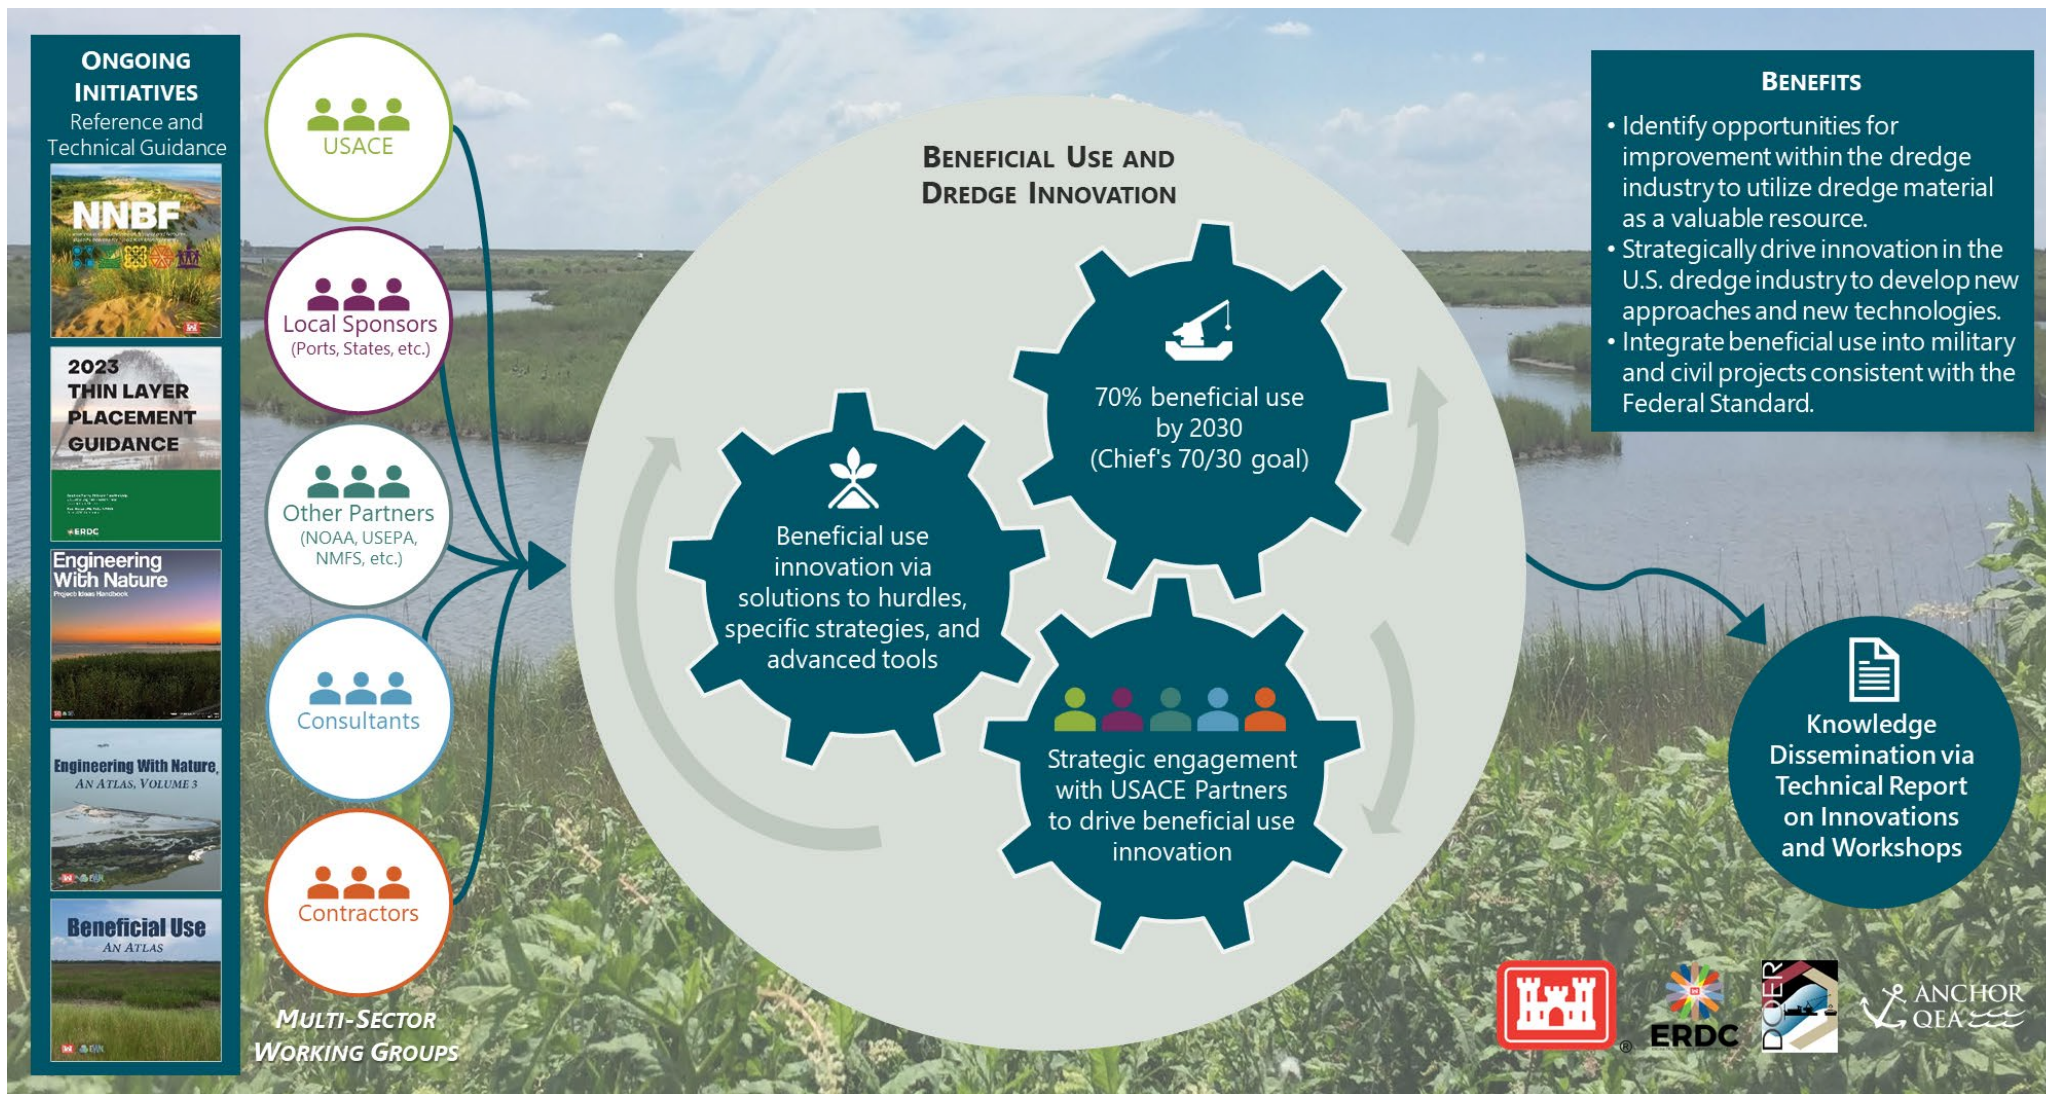 ONGOING
INITIATIVES
Reference and
Technical Guidance
NNBF
2023
THIN LAYER
PLACEMENT
GUIDANCE
ERDC
Engineering
With Nature
Project Ideas Handbook
Engineering With Nature,
AN ATLAS, VOLUME 3
Beneficial Use
AN ATLAS
USACE
Local Sponsors
(Ports, States, etc.)
Other Partners
(NOAA, USEPA,
NMFS, etc.)
Consultants
Contractors
MULTI-SECTOR
WORKING GROUPS
BENEFICIAL USE AND
DREDGE INNOVATION
70% beneficial use
by 2030
(Chief's 70/30 goal)
Beneficial use
innovation via
solutions to hurdles,
specific strategies, and
advanced tools
Strategic engagement
with USACE Partners
to drive beneficial use
innovation
BENEFITS
• Identify opportunities for
improvement within the dredge
industry to utilize dredge material
as a valuable resource.
• Strategically drive innovation in the
U.S. dredge industry to develop new
approaches and new technologies.
• Integrate beneficial use into military
and civil projects consistent with the
Federal Standard.
Knowledge
Dissemination via
Technical Report
on Innovations
and Workshops
®
ERDC
DOER
ANCHOR
QEA